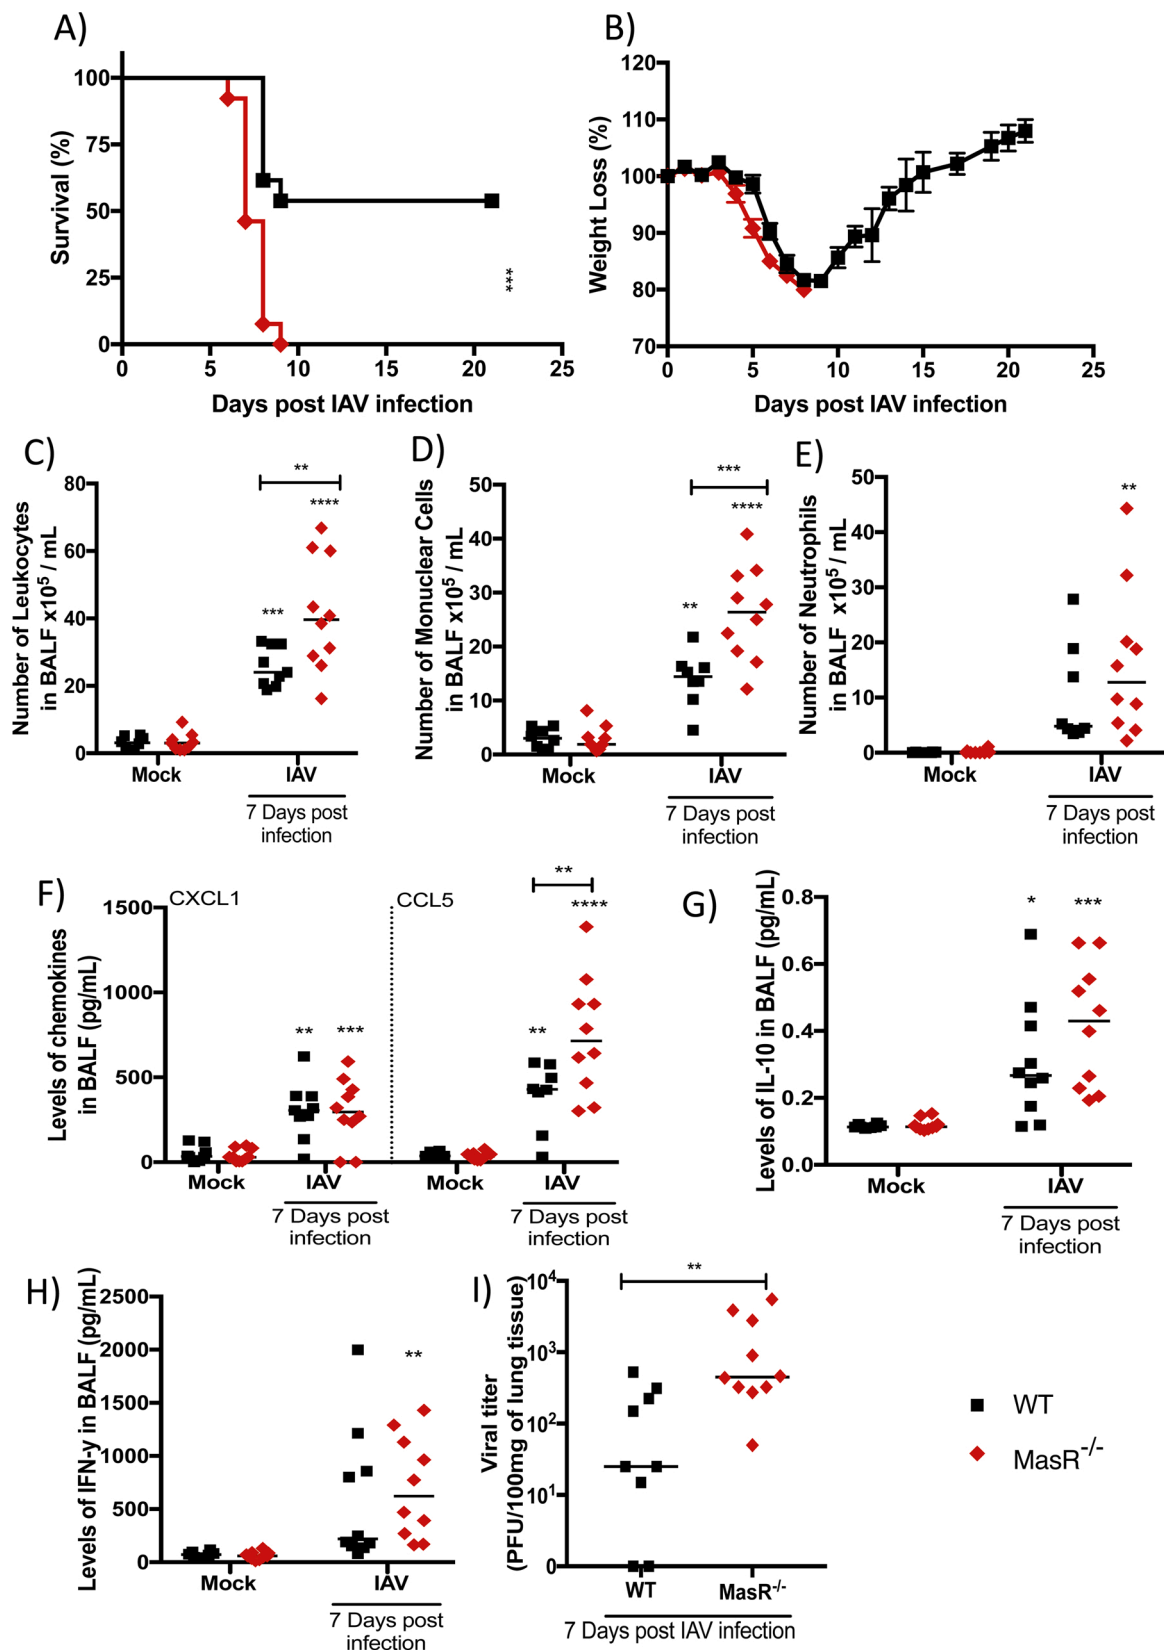 A)
Survival (%)
100
75
50
25
0
0 5 10 15 20 25
Days post IAV infection
***
B)
Weight Loss (%)
120
110
100
90
80
70
0 5 10 15 20 25
Days post IAV infection
C)
Number of Leukocytes
in BALF x10⁵ / mL
80
60
40
20
0
**
****
***
Mock IAV
7 Days post
infection
D)
Number of Monuclear Cells
in BALF x10⁵ / mL
50
40
30
20
10
0
***
****
**
Mock IAV
7 Days post
infection
E)
Number of Neutrophils
in BALF x10⁵ / mL
50
40
30
20
10
0
**
Mock IAV
7 Days post
infection
F)
Levels of chemokines
in BALF (pg/mL)
1500
1000
500
0
CXCL1 CCL5
**
****
** *** **
Mock IAV Mock IAV
7 Days post
infection
7 Days post
infection
G)
Levels of IL-10 in BALF (pg/mL)
0.8
0.6
0.4
0.2
0.0
* ***
Mock IAV
7 Days post
infection
H)
Levels of IFN-y in BALF (pg/mL)
2500
2000
1500
1000
500
0
**
Mock IAV
7 Days post
infection
I)
Viral titer
(PFU/100mg of lung tissue)
10⁴
10³
10²
10¹
0
**
WT MasR⁻/⁻
7 Days post IAV infection
WT
MasR⁻/⁻